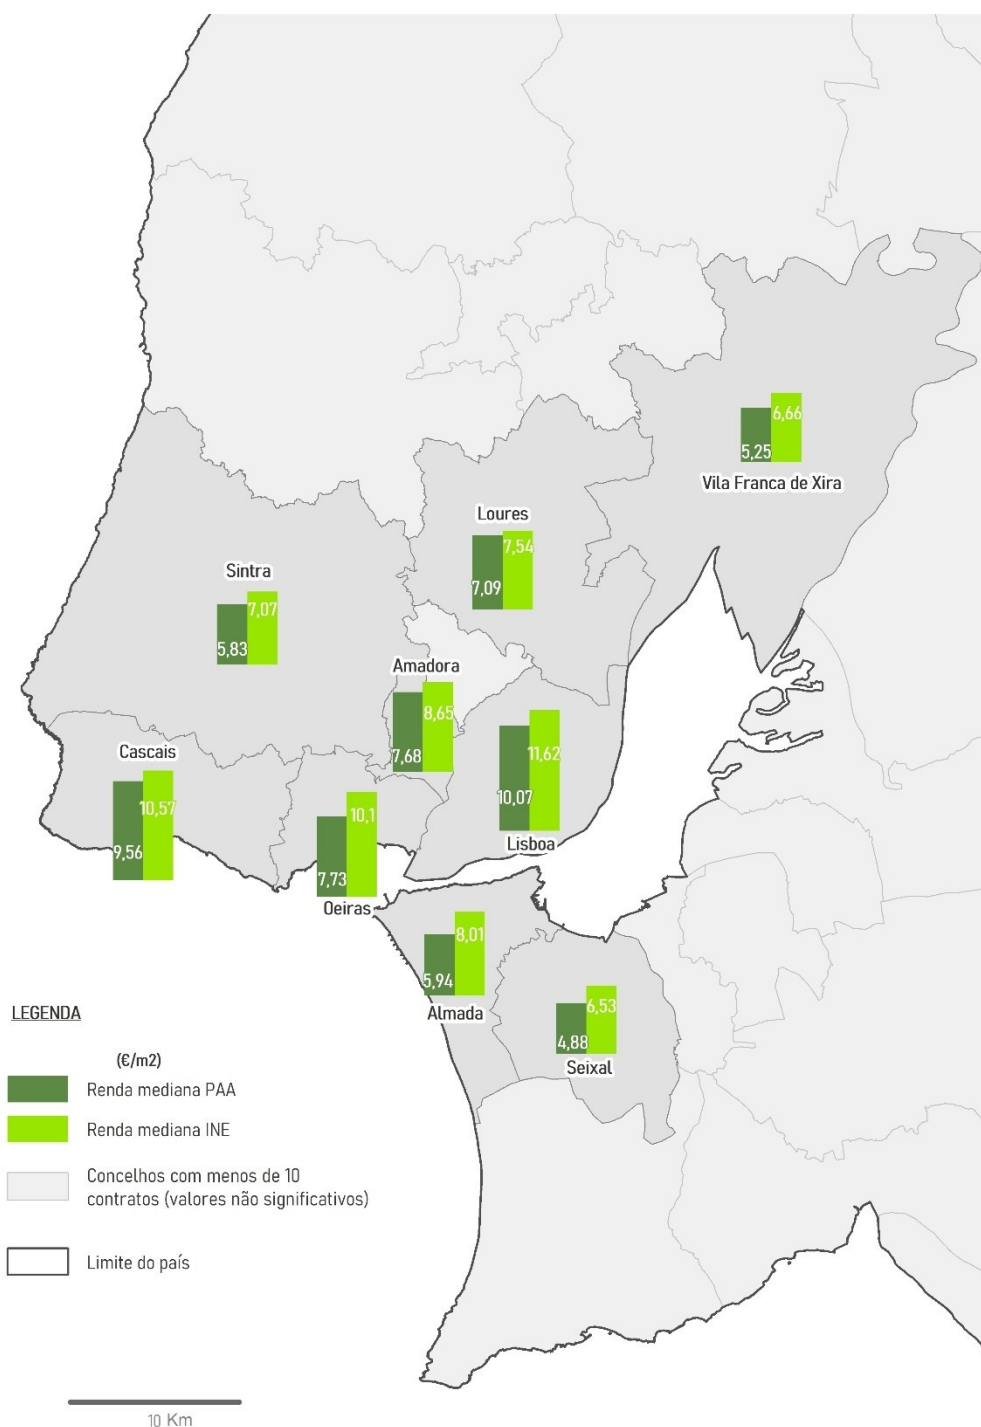 6,66
5,25
Vila Franca de Xira
Loures
7,54
7,09
Sintra
7,07
5,83
Amadora
8,65
7,68
Cascais
10,57
9,56
11,62
10,07
Lisboa
10,1
7,73
Oeiras
8,01
5,94
Almada
6,53
4,88
Seixal
LEGENDA
(€/m2)
Renda mediana PAA
Renda mediana INE
Concelhos com menos de 10
contratos (valores não significativos)
Limite do país
10 Km